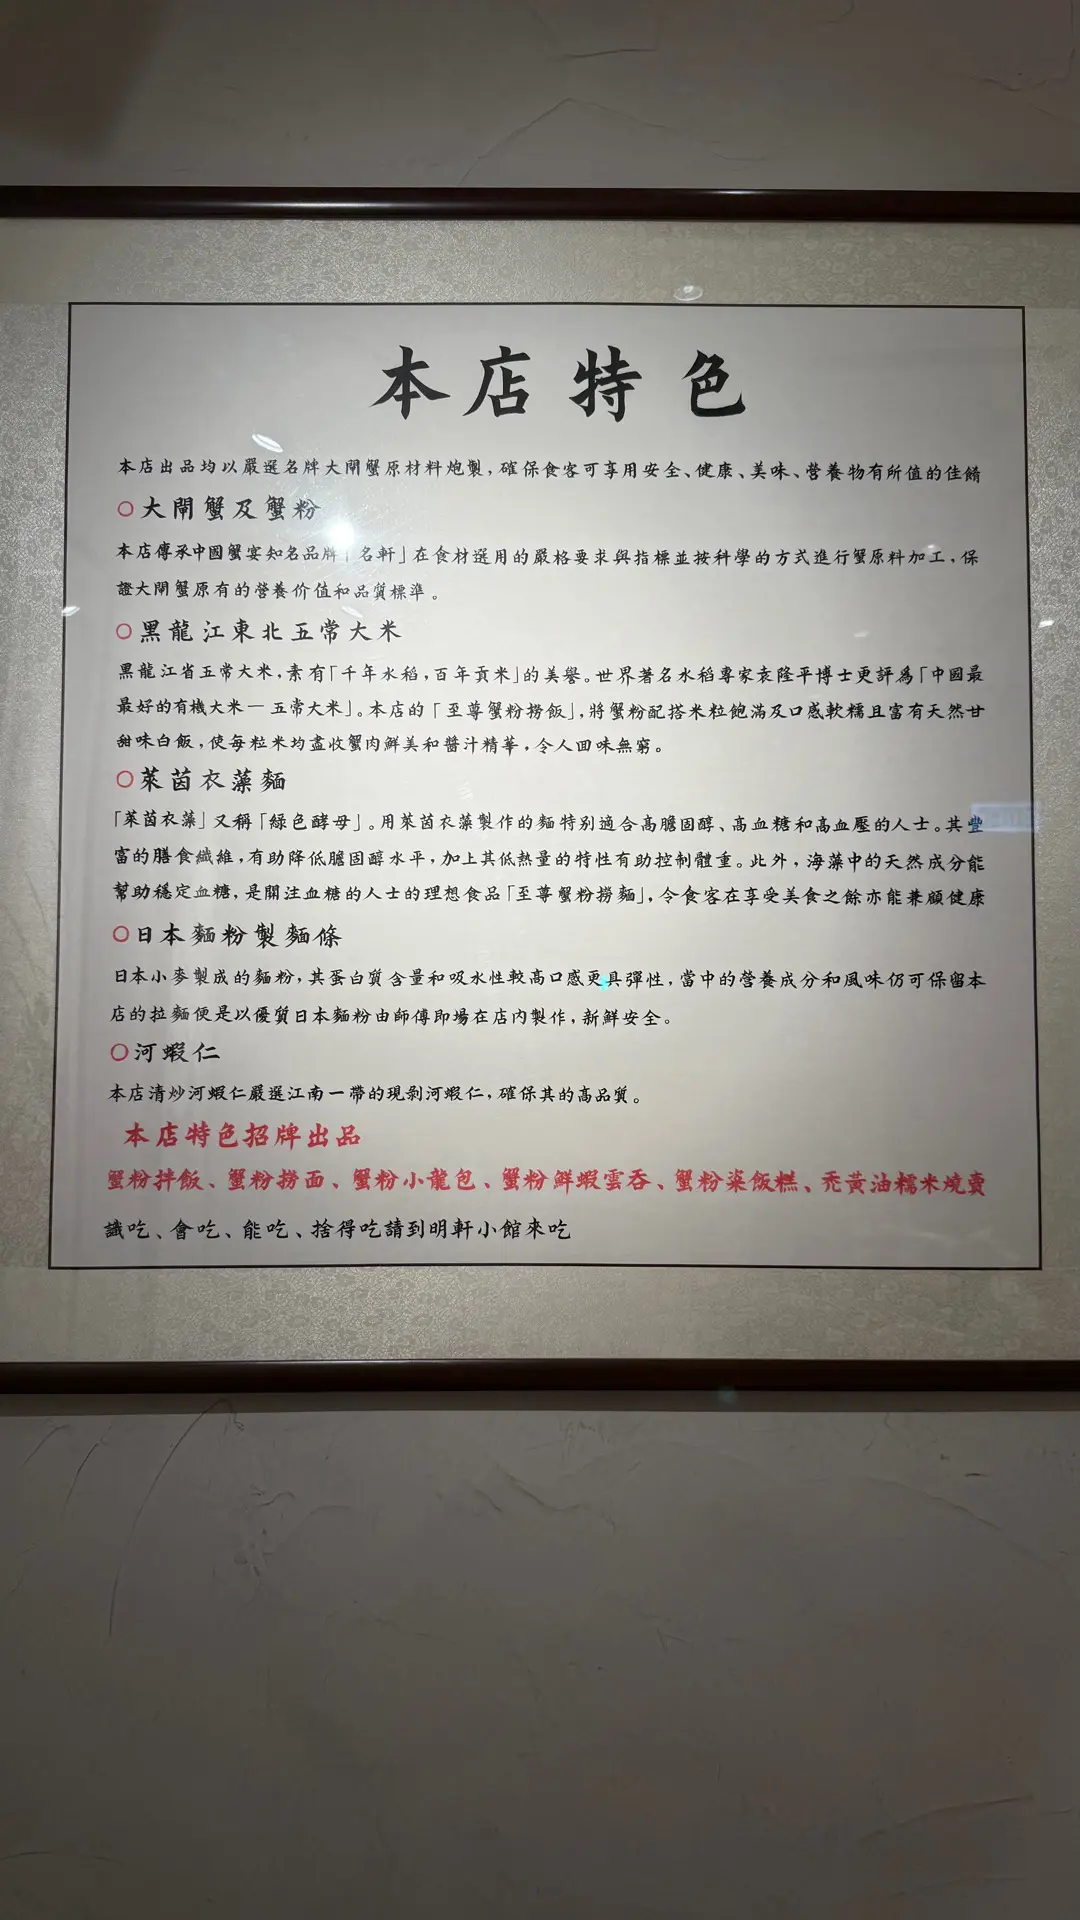 本店特色
本店出品均以嚴選名牌大閘蟹原材料炮製，確保食客可享用安全、健康、美味、營養物有所值的佳餚
○大閘蟹及蟹粉
本店傳承中國蟹宴知名品牌「名軒」在食材選用的嚴格要求與指標並按科學的方式進行蟹原料加工，保
證大閘蟹原有的營養价值和品質標準。
○黑龍江東北五常大米
黑龍江省五常大米，素有「千年水稻，百年貢米」的美譽。世界著名水稻專家袁隆平博士更評為「中國最
最好的有機大米—五常大米」。本店的「至尊蟹粉撈飯」，將蟹粉配搭米粒飽滿及口感軟糯且富有天然甘
甜味白飯，使每粒米均盡收蟹肉鮮美和醬汁精華，令人回味無窮。
○萊茵衣藻麵
「萊茵衣藻」又稱「綠色酵母」。用萊茵衣藻製作的麵特别適合高膽固醇、高血糖和高血壓的人士。其豐
富的膳食纖維，有助降低膽固醇水平，加上其低熱量的特性有助控制體重。此外，海藻中的天然成分能
幫助穩定血糖，是關注血糖的人士的理想食品「至尊蟹粉撈麵」，令食客在享受美食之餘亦能兼顧健康
○日本麵粉製麵條
日本小麥製成的麵粉，其蛋白質含量和吸水性較高口感更具彈性，當中的營養成分和風味仍可保留本
店的拉麵便是以優質日本麵粉由師傅即場在店内製作，新鮮安全。
○河蝦仁
本店清炒河蝦仁嚴選江南一帶的現剝河蝦仁，確保其的高品質。
本店特色招牌出品
蟹粉拌飯、蟹粉撈面、蟹粉小龍包、蟹粉鮮蝦雲吞、蟹粉粢飯糕、禿黃油糯米燒賣
識吃、會吃、能吃、捨得吃請到明軒小館來吃